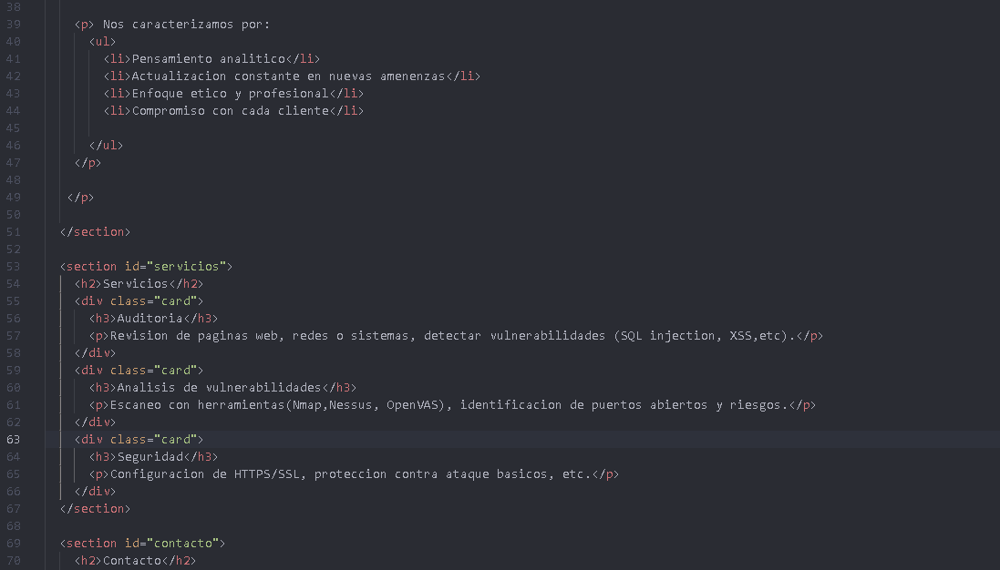 38
39 <p> Nos caracterizamos por:
40 <ul>
41 <li>Pensamiento analitico</li>
42 <li>Actualizacion constante en nuevas amenenzas</li>
43 <li>Enfoque etico y profesional</li>
44 <li>Compromiso con cada cliente</li>
45
46 </ul>
47 </p>
48
49 </p>
50
51 </section>
52
53 <section id="servicios">
54 <h2>Servicios</h2>
55 <div class="card">
56 <h3>Auditoria</h3>
57 <p>Revision de paginas web, redes o sistemas, detectar vulnerabilidades (SQL injection, XSS,etc).</p>
58 </div>
59 <div class="card">
60 <h3>Analisis de vulnerabilidades</h3>
61 <p>Escaneo con herramientas(Nmap,Nessus, OpenVAS), identificacion de puertos abiertos y riesgos.</p>
62 </div>
63 <div class="card">
64 <h3>Seguridad</h3>
65 <p>Configuracion de HTTPS/SSL, proteccion contra ataque basicos, etc.</p>
66 </div>
67 </section>
68
69 <section id="contacto">
70 <h2>Contacto</h2>